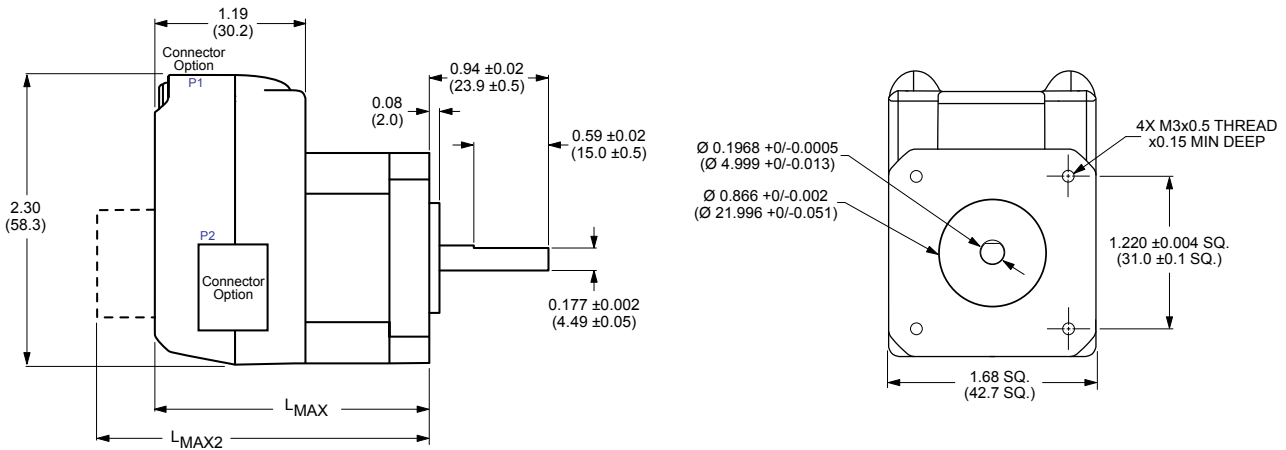 1.19
(30.2)
Connector
Option
P1
0.94 ±0.02
(23.9 ±0.5)
0.08
(2.0)
0.59 ±0.02
(15.0 ±0.5)
2.30
(58.3)
P2
Connector
Option
0.177 ±0.002
(4.49 ±0.05)
LMAX
LMAX2
4X M3x0.5 THREAD
x0.15 MIN DEEP
Ø 0.1968 +0/-0.0005
(Ø 4.999 +0/-0.013)
Ø 0.866 +0/-0.002
(Ø 21.996 +0/-0.051)
1.220 ±0.004 SQ.
(31.0 ±0.1 SQ.)
1.68 SQ.
(42.7 SQ.)